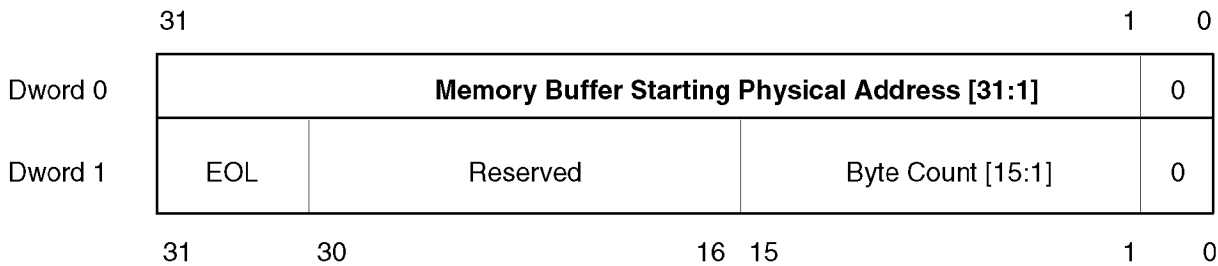 31 1 0
Dword 0 Memory Buffer Starting Physical Address [31:1] 0
Dword 1 EOL Reserved Byte Count [15:1] 0
31 30 16 15 1 0